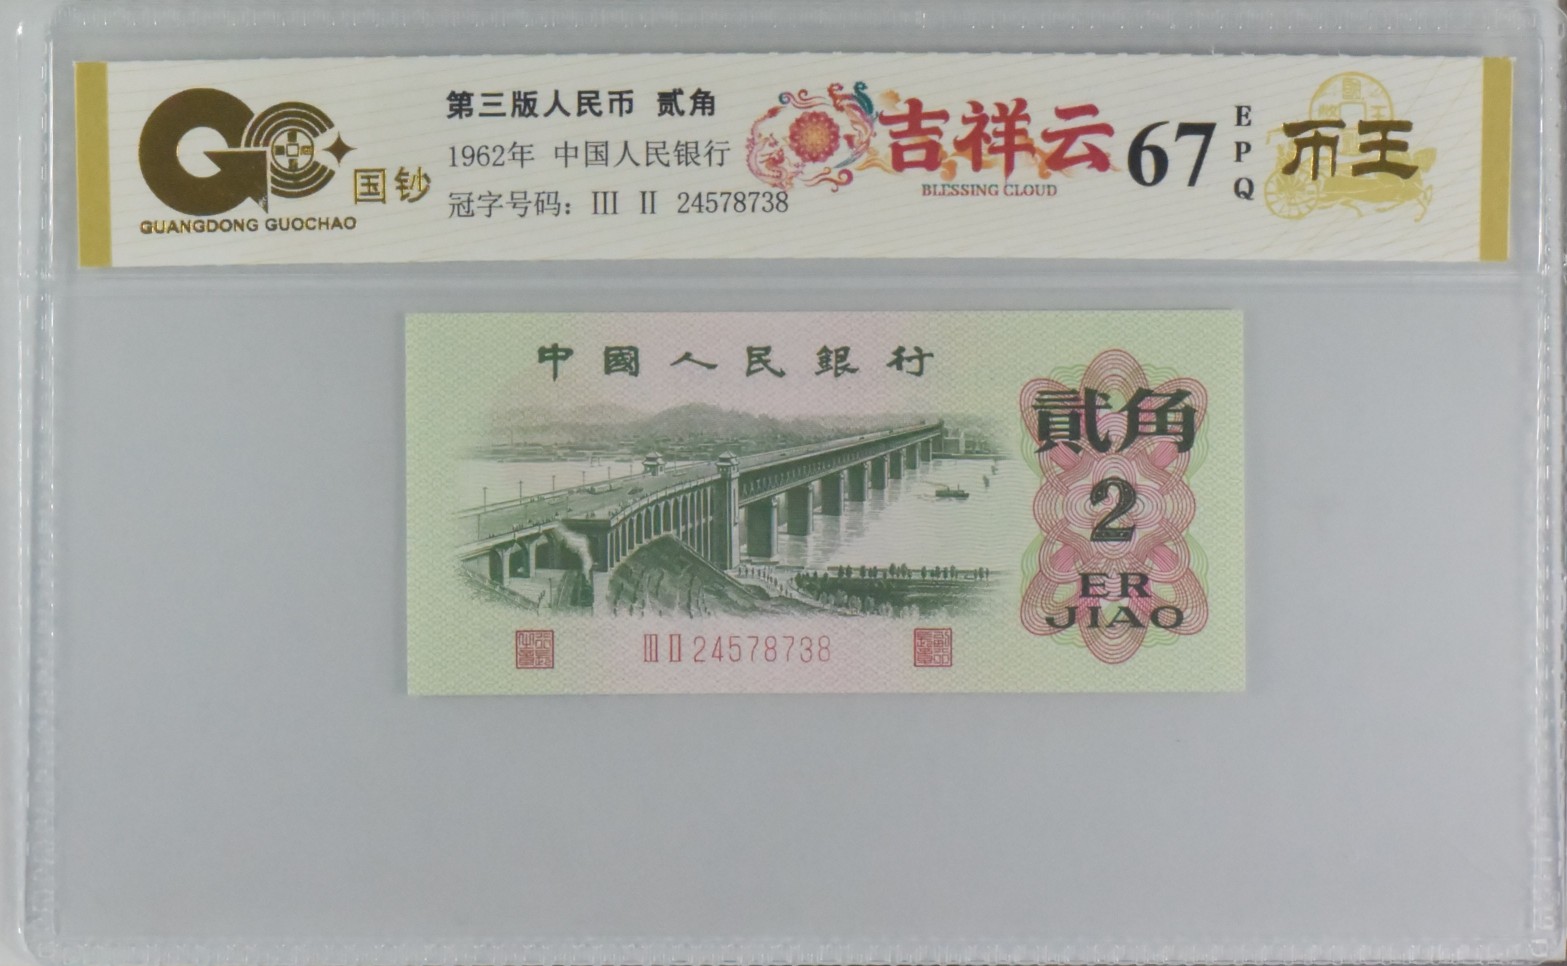 国钞
GUANGDONG GUOCHAO
第三版人民币 贰角
1962年 中国人民银行
冠字号码：Ⅲ Ⅱ 24578738
吉祥云
BLESSING CLOUD
67
EPQ
币王
中國人民銀行
貳角
2
ER
JIAO
Ⅲ Ⅱ 24578738